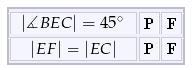 |∡BEC| = 45° P F
|EF| = |EC| P F